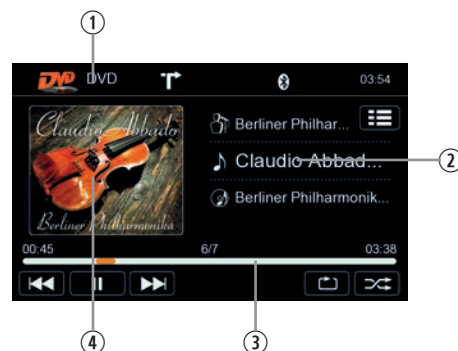 ①
DVD DVD 03:54
Claudio Abbado
Berliner Philhar...
Claudio Abbad... ②
Berliner Philharmonik...
Berliner Philharmonika
00:45 6/7 03:38
④ ③